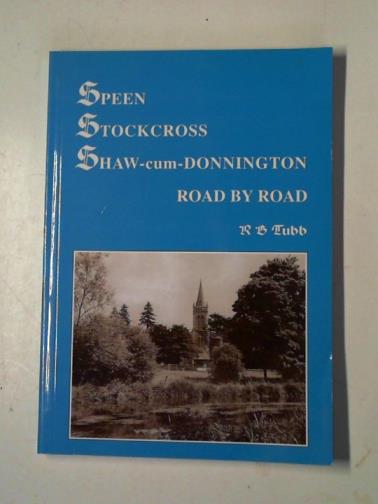 SPEEN
STOCKCROSS
SHAW-cum-DONNINGTON
ROAD BY ROAD
R B Tubb